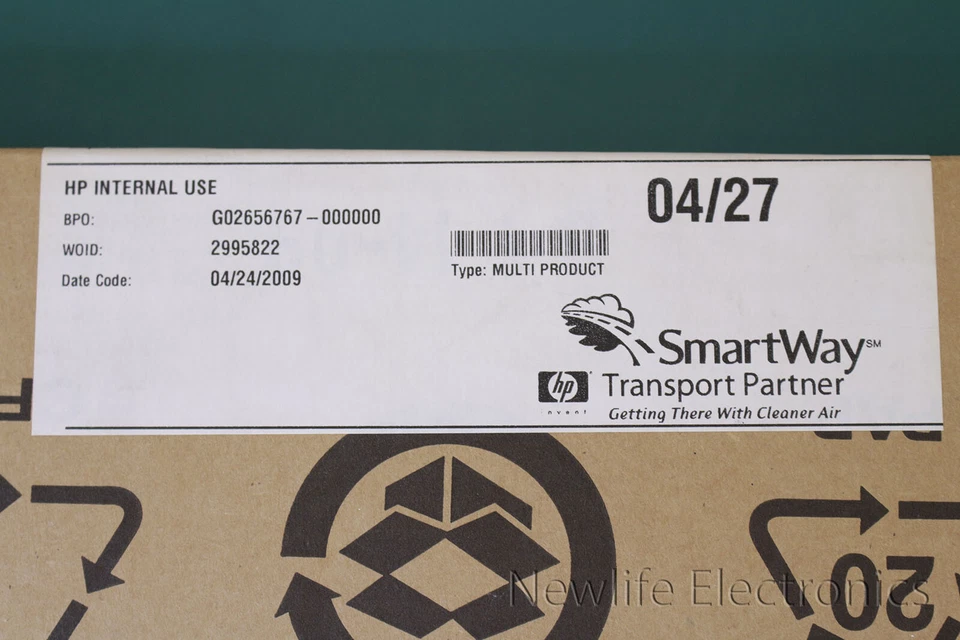 HP INTERNAL USE
04/27
BPO: G02656767-000000
WOID: 2995822
Date Code: 04/24/2009
Type: MULTI PRODUCT
SmartWay℠
hp
invent
Transport Partner
Getting There With Cleaner Air
20
Newlife Electronics